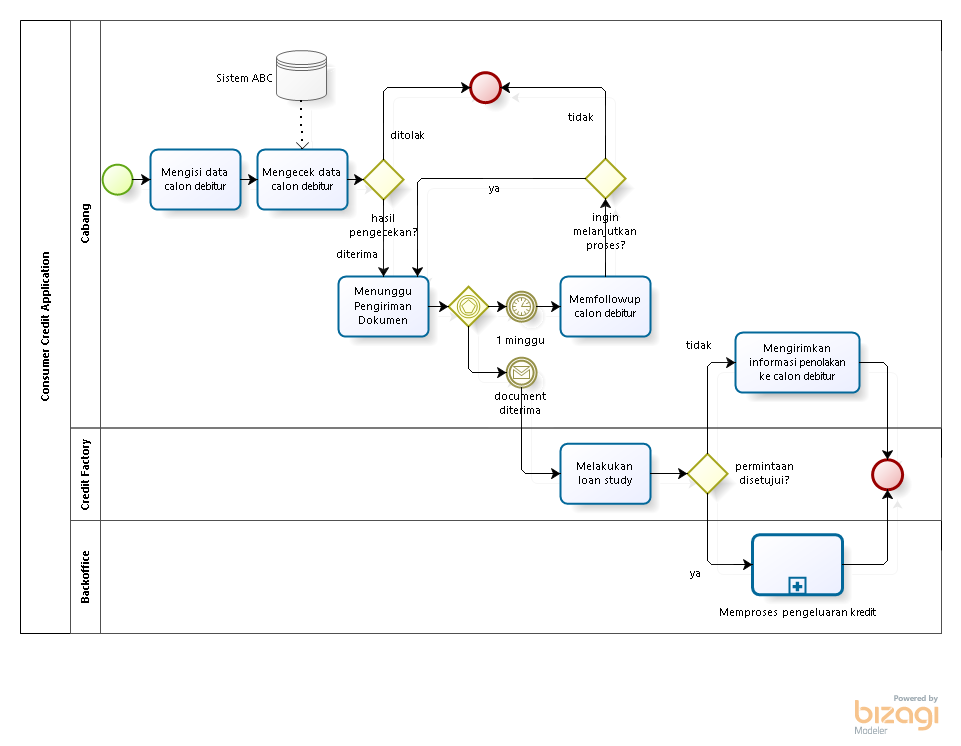 Consumer Credit Application
Cabang
Sistem ABC
Mengisi data
calon debitur
Mengecek data
calon debitur
ditolak
hasil
pengecekan?
diterima
tidak
ya
ingin
melanjutkan
proses?
Menunggu
Pengiriman
Dokumen
1 minggu
Memfollowup
calon debitur
document
diterima
tidak
Mengirimkan
informasi penolakan
ke calon debitur
Credit Factory
Melakukan
loan study
permintaan
disetujui?
Backoffice
ya
Memproses pengeluaran kredit
Powered by
bizagi
Modeler